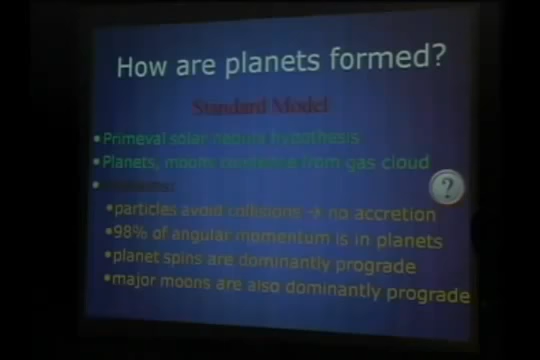 How are planets formed?
Standard Model
• Primeval solar nebula hypothesis
• Planets, moons condense from gas cloud
?
• Problems:
• particles avoid collisions → no accretion
• 98% of angular momentum is in planets
• planet spins are dominantly prograde
• major moons are also dominantly prograde